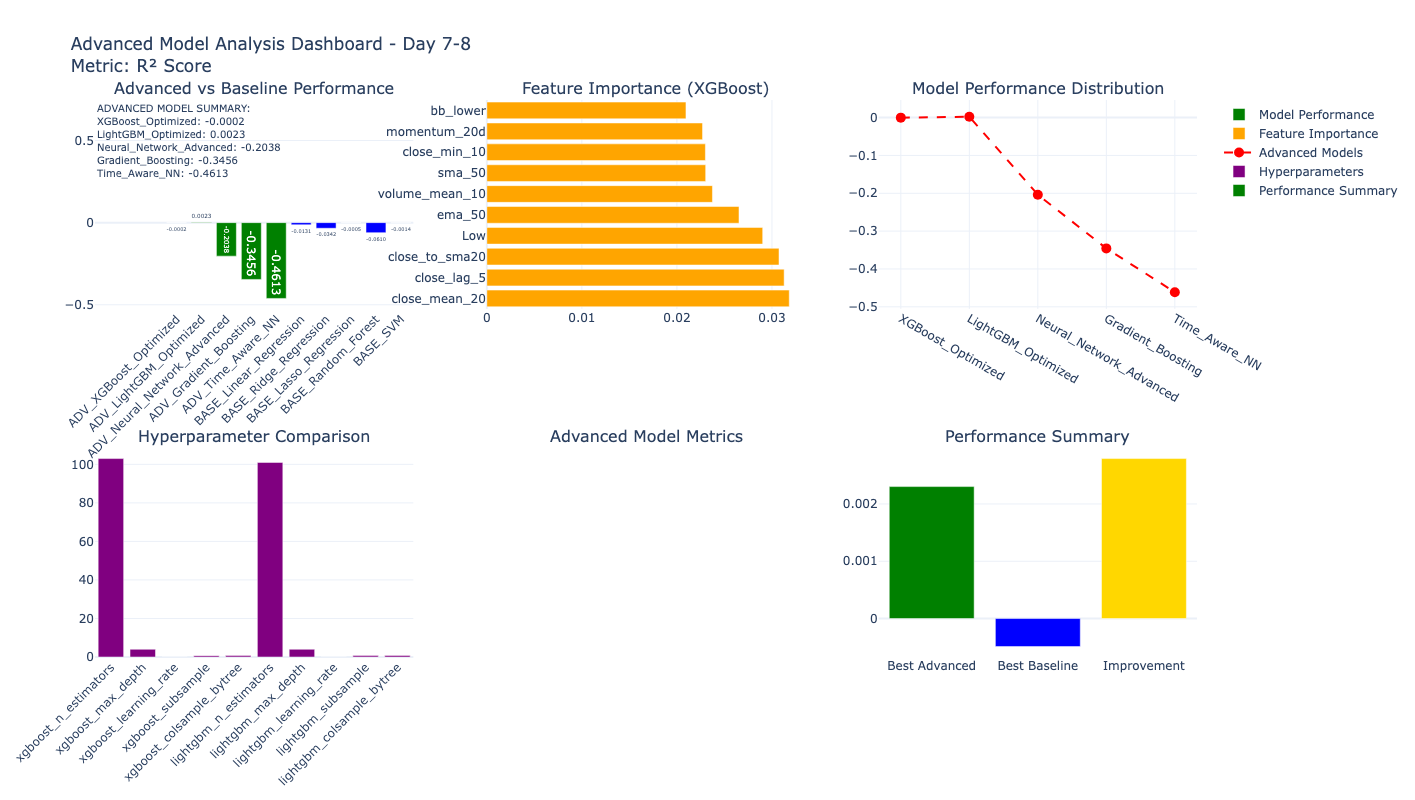 Advanced Model Analysis Dashboard - Day 7-8
Metric: R² Score
Advanced vs Baseline Performance
ADVANCED MODEL SUMMARY:
XGBoost_Optimized: -0.0002
LightGBM_Optimized: 0.0023
Neural_Network_Advanced: -0.2038
Gradient_Boosting: -0.3456
Time_Aware_NN: -0.4613
0.5
0
−0.5
-0.0002
0.0023
-0.2038
-0.3456
-0.4613
-0.0131
-0.0342
-0.0005
-0.0610
-0.0014
ADV_XGBoost_Optimized
ADV_LightGBM_Optimized
ADV_Neural_Network_Advanced
ADV_Gradient_Boosting
ADV_Time_Aware_NN
BASE_Linear_Regression
BASE_Ridge_Regression
BASE_Lasso_Regression
BASE_Random_Forest
BASE_SVM
Feature Importance (XGBoost)
bb_lower
momentum_20d
close_min_10
sma_50
volume_mean_10
ema_50
Low
close_to_sma20
close_lag_5
close_mean_20
0
0.01
0.02
0.03
Model Performance Distribution
0
−0.1
−0.2
−0.3
−0.4
−0.5
XGBoost_Optimized
LightGBM_Optimized
Neural_Network_Advanced
Gradient_Boosting
Time_Aware_NN
Model Performance
Feature Importance
Advanced Models
Hyperparameters
Performance Summary
Hyperparameter Comparison
100
80
60
40
20
0
xgboost_n_estimators
xgboost_max_depth
xgboost_learning_rate
xgboost_subsample
xgboost_colsample_bytree
lightgbm_n_estimators
lightgbm_max_depth
lightgbm_learning_rate
lightgbm_subsample
lightgbm_colsample_bytree
Advanced Model Metrics
Performance Summary
0.002
0.001
0
Best Advanced
Best Baseline
Improvement